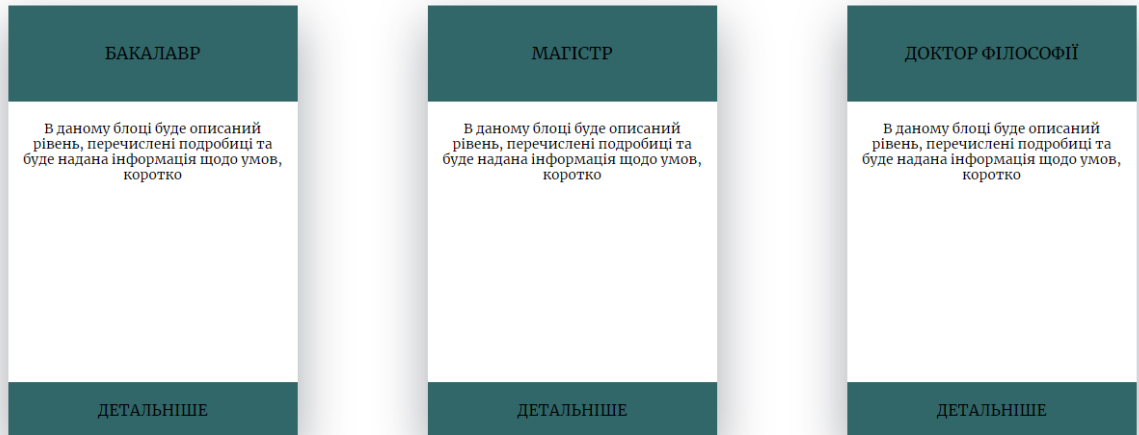 БАКАЛАВР
В даному блоці буде описаний
рівень, перечислені подробиці та
буде надана інформація щодо умов,
коротко
ДЕТАЛЬНІШЕ
МАГІСТР
В даному блоці буде описаний
рівень, перечислені подробиці та
буде надана інформація щодо умов,
коротко
ДЕТАЛЬНІШЕ
ДОКТОР ФІЛОСОФІЇ
В даному блоці буде описаний
рівень, перечислені подробиці та
буде надана інформація щодо умов,
коротко
ДЕТАЛЬНІШЕ